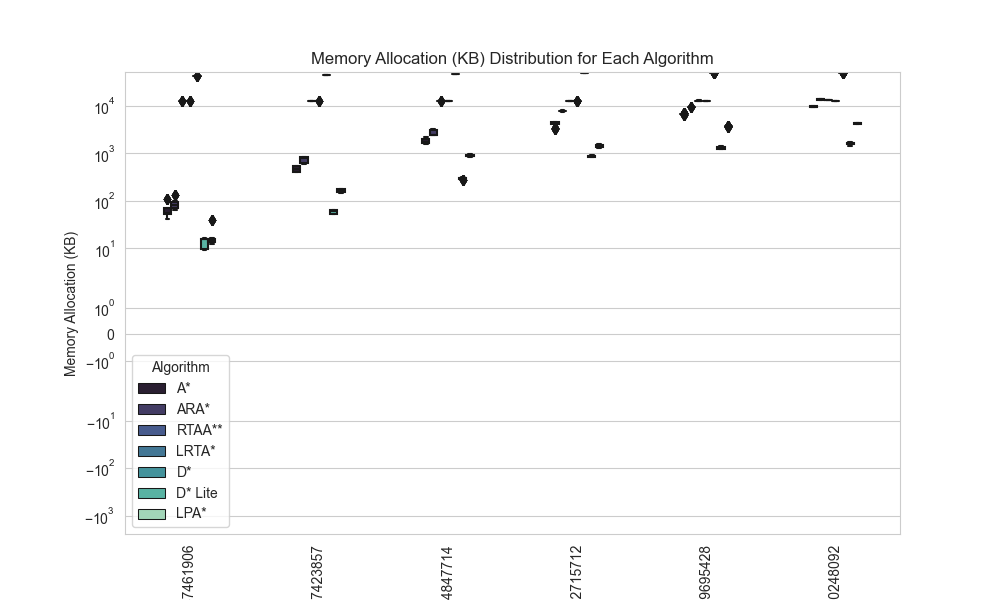 Memory Allocation (KB) Distribution for Each Algorithm
Memory Allocation (KB)
10^4
10^3
10^2
10^1
10^0
0
−10^0
−10^1
−10^2
−10^3
Algorithm
A*
ARA*
RTAA**
LRTA*
D*
D* Lite
LPA*
7461906
7423857
4847714
2715712
9695428
0248092